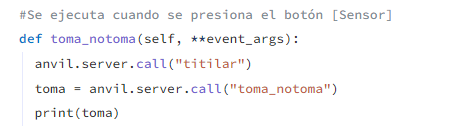 #Se ejecuta cuando se presiona el botón [Sensor]
def toma_notoma(self, **event_args):
  anvil.server.call("titilar")
  toma = anvil.server.call("toma_notoma")
  print(toma)